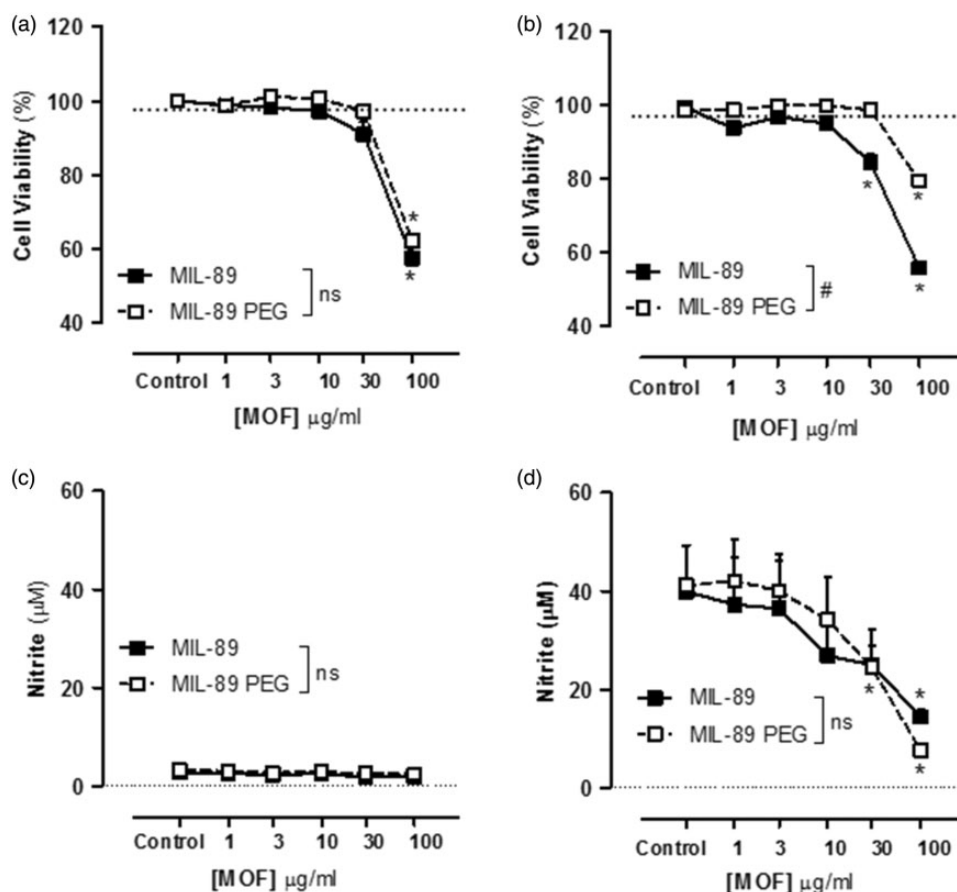 (a)
120
100
80
60
40
Cell Viability (%)
*
*
MIL-89
MIL-89 PEG
ns
Control 1 3 10 30 100
[MOF] μg/ml
(b)
120
100
80
60
40
Cell Viability (%)
*
*
*
MIL-89
MIL-89 PEG
#
Control 1 3 10 30 100
[MOF] μg/ml
(c)
60
40
20
0
Nitrite (μM)
MIL-89
MIL-89 PEG
ns
Control 1 3 10 30 100
[MOF] μg/ml
(d)
60
40
20
0
Nitrite (μM)
*
*
*
MIL-89
MIL-89 PEG
ns
Control 1 3 10 30 100
[MOF] μg/ml